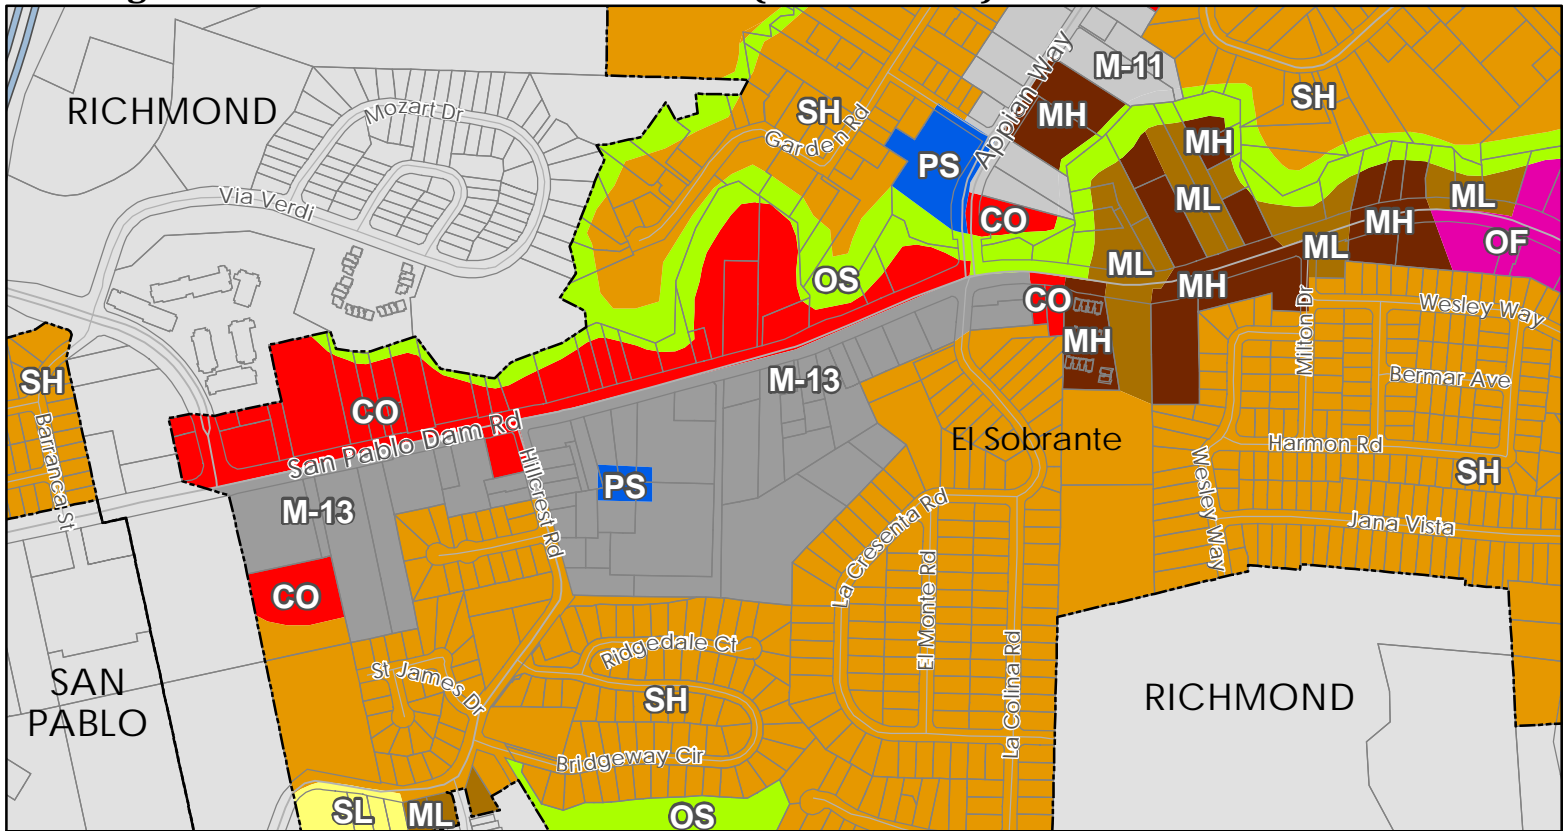 M-11
SH
RICHMOND
Mozart Dr
SH
Garden Rd
Appian Way
MH
MH
PS
Via Verdi
ML
ML
CO
MH
OF
ML
ML
OS
MH
CO
Wesley Way
Milton Dr
MH
SH
M-13
Bermar Ave
CO
San Pablo Dam Rd
El Sobrante
Harmon Rd
Barranca St
Hillcrest Rd
PS
SH
Wesley Way
M-13
La Cresenta Rd
Jana Vista
CO
El Monte Rd
Ridgedale Ct
La Colina Rd
St James Dr
SAN
PABLO
SH
RICHMOND
Bridgeway Cir
SL
ML
OS